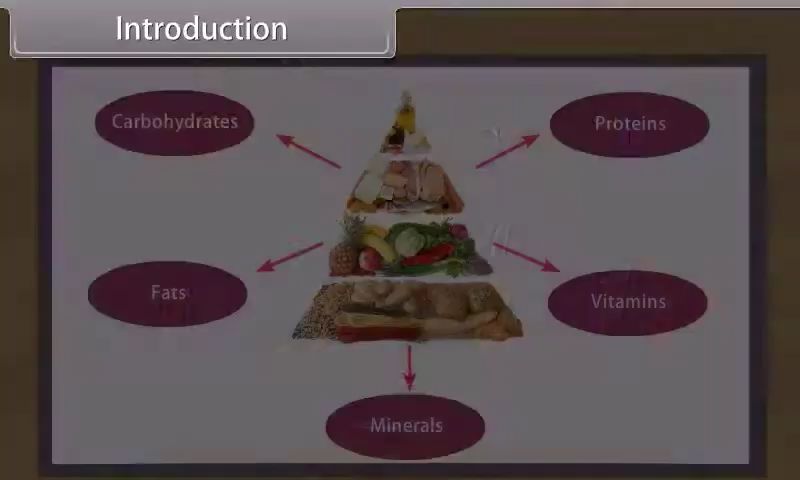 Introduction
Carbohydrates
Proteins
Fats
Vitamins
Minerals